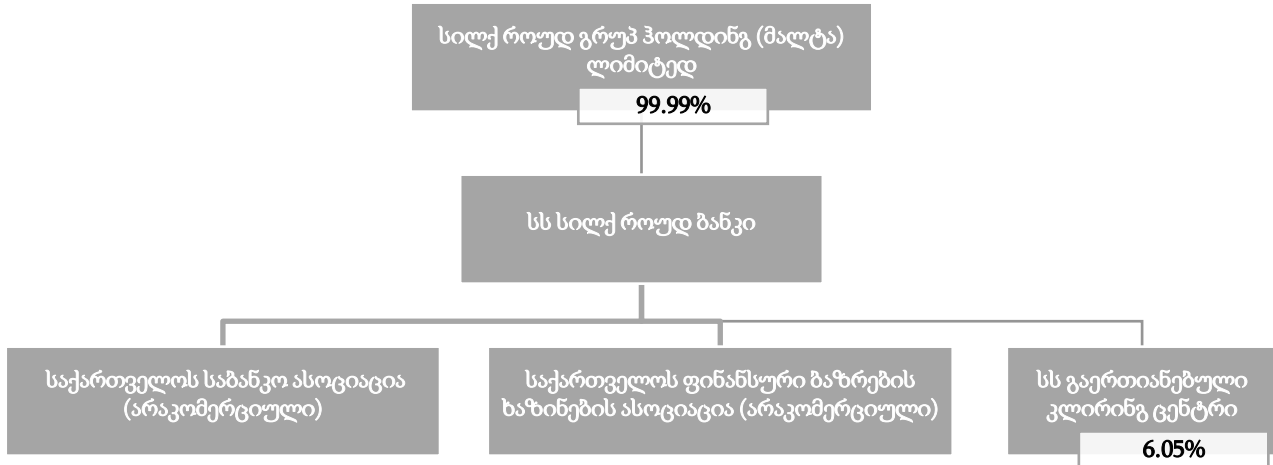 სილქ როუდ გრუპ ჰოლდინგ (მალტა)
ლიმიტედ
99.99%
სს სილქ როუდ ბანკი
საქართველოს საბანკო ასოციაცია
(არაკომერციული)
საქართველოს ფინანსური ბაზრების
ხაზინების ასოციაცია (არაკომერციული)
სს გაერთიანებული
კლირინგ ცენტრი
6.05%